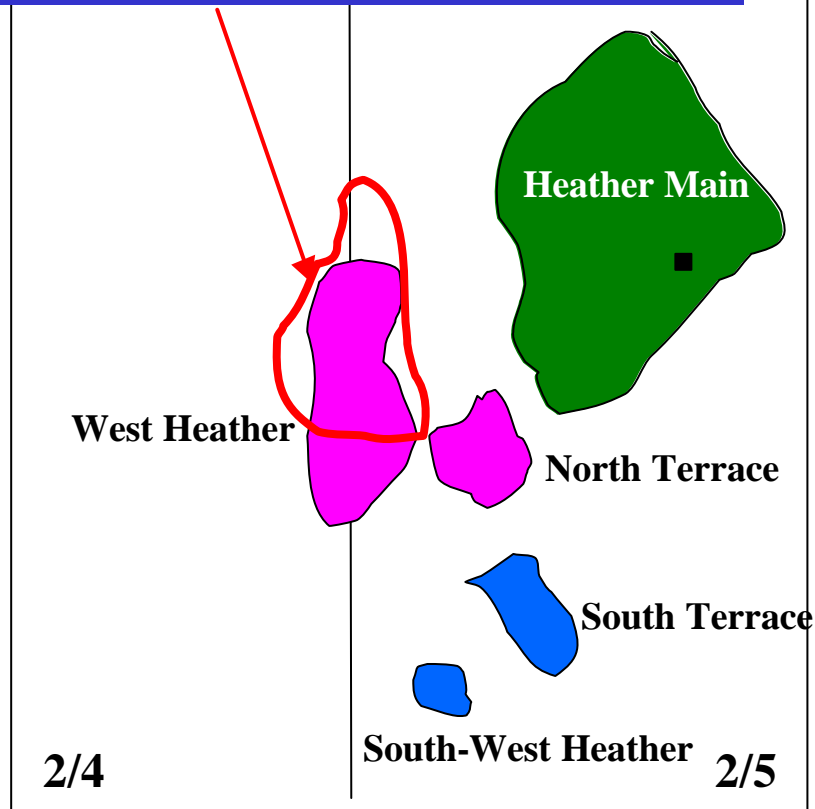 Heather Main
West Heather
North Terrace
South Terrace
South-West Heather
2/4
2/5